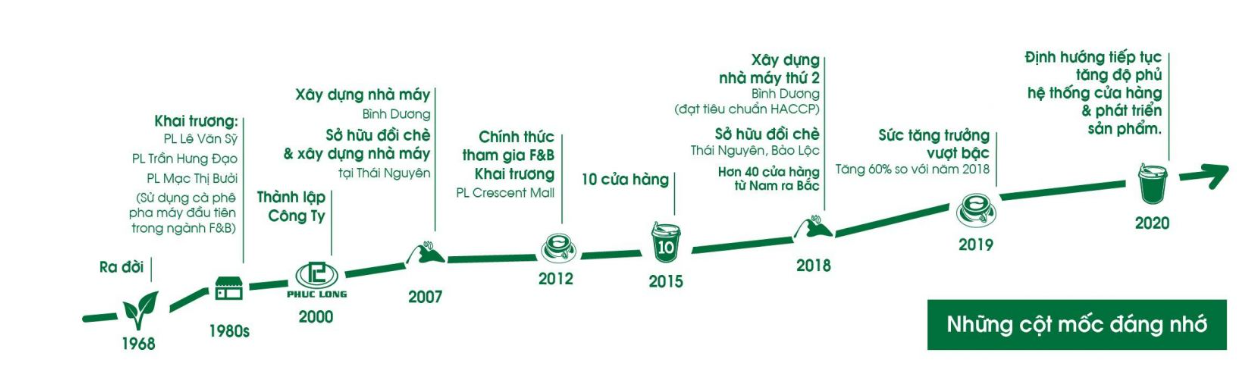 Ra đời
1968
Khai trương:
PL Lê Văn Sỹ
PL Trần Hưng Đạo
PL Mạc Thị Bưởi
(Sử dụng cà phê
pha máy đầu tiên
trong ngành F&B)
1980s
Thành lập
Công Ty
PHUC LONG
2000
Xây dựng nhà máy
Bình Dương
Sở hữu đồi chè
& xây dựng nhà máy
tại Thái Nguyên
2007
Chính thức
tham gia F&B
Khai trương
PL Crescent Mall
2012
10 cửa hàng
10
2015
Xây dựng
nhà máy thứ 2
Bình Dương
(đạt tiêu chuẩn HACCP)
Sở hữu đồi chè
Thái Nguyên, Bảo Lộc
Hơn 40 cửa hàng
từ Nam ra Bắc
2018
Sức tăng trưởng
vượt bậc
Tăng 60% so với năm 2018
2019
Định hướng tiếp tục
tăng độ phủ
hệ thống cửa hàng
& phát triển
sản phẩm.
2020
Những cột mốc đáng nhớ